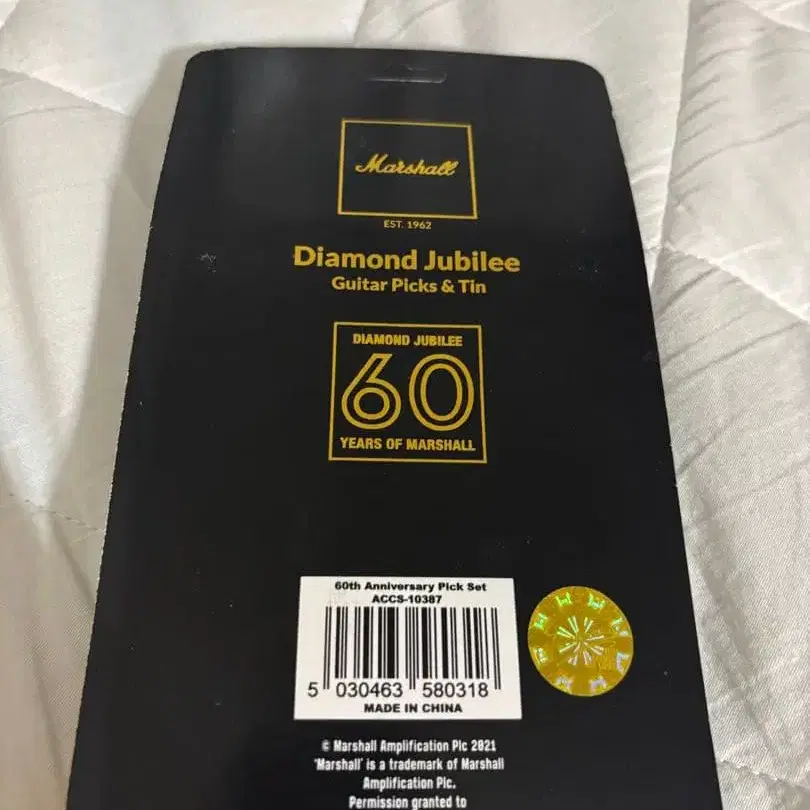 Marshall
EST. 1962
Diamond Jubilee
Guitar Picks & Tin
DIAMOND JUBILEE
60
YEARS OF MARSHALL
60th Anniversary Pick Set
ACCS-10387
5 030463 580318
MADE IN CHINA
© Marshall Amplification Plc 2021
'Marshall' is a trademark of Marshall
Amplification Plc.
Permission granted to